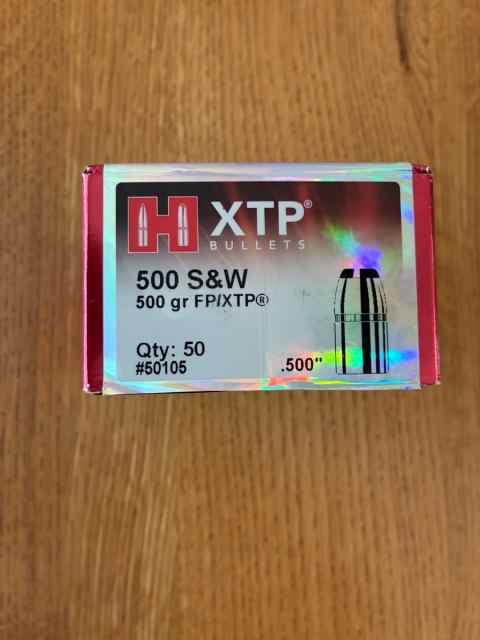 H XTP®
BULLETS
500 S&W
500 gr FP/XTP®
Qty: 50
#50105
.500"